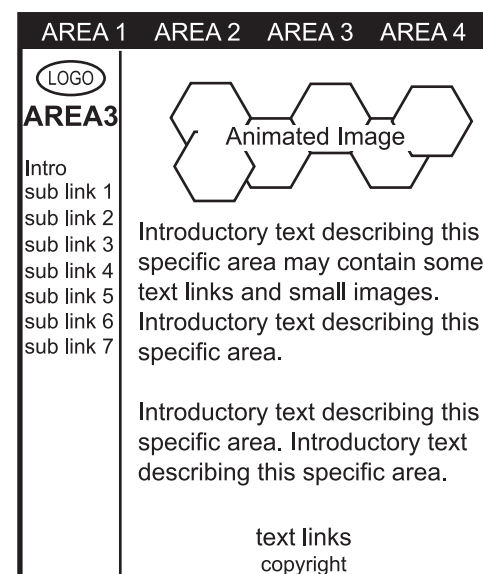 AREA 1 AREA 2 AREA 3 AREA 4
LOGO
AREA3
Intro
sub link 1
sub link 2
sub link 3
sub link 4
sub link 5
sub link 6
sub link 7
Animated Image
Introductory text describing this
specific area may contain some
text links and small images.
Introductory text describing this
specific area.
Introductory text describing this
specific area. Introductory text
describing this specific area.
text links
copyright